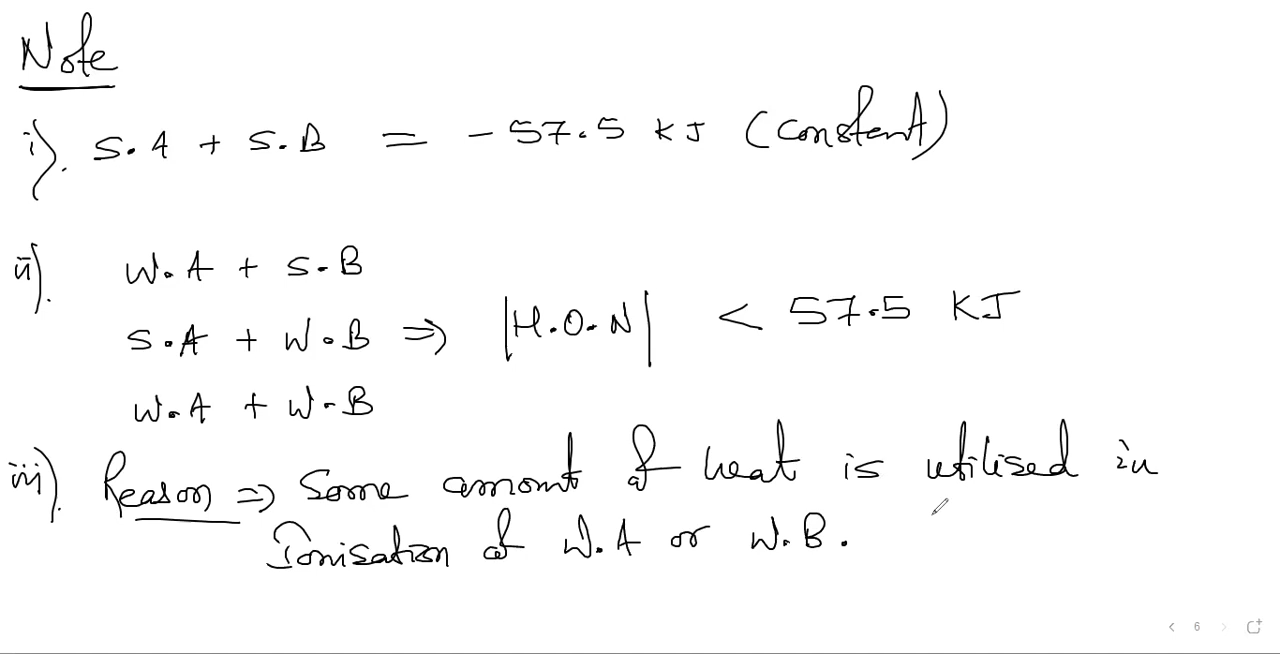 Note
i). S.A + S.B = - 57.5 KJ (constant)
ii). W.A + S.B
S.A + W.B ⇒ |H.O.N| < 57.5 KJ
W.A + W.B
iii). Reason ⇒ Some amount of heat is utilised in
Ionisation of W.A or W.B.
6